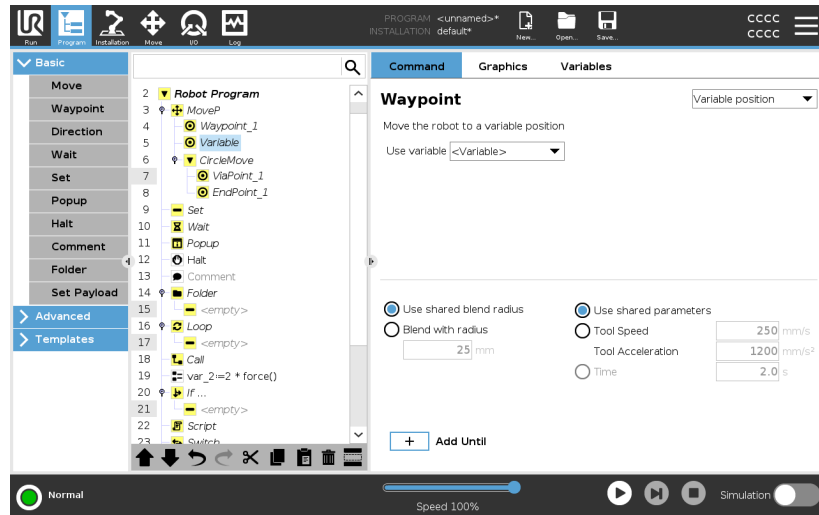 PROGRAM <unnamed>*
INSTALLATION default*
Run
Program
Installation
Move
I/O
Log
New...
Open...
Save...
CCCC
CCCC
Basic
Move
Waypoint
Direction
Wait
Set
Popup
Halt
Comment
Folder
Set Payload
Advanced
Templates
2 Robot Program
3 MoveP
4 Waypoint_1
5 Variable
6 CircleMove
7 ViaPoint_1
8 EndPoint_1
9 Set
10 Wait
11 Popup
12 Halt
13 Comment
14 Folder
15 <empty>
16 Loop
17 <empty>
18 Call
19 var_2:=2 * force()
20 If ...
21 <empty>
22 Script
23 Switch
Command Graphics Variables
Waypoint
Variable position
Move the robot to a variable position
Use variable <Variable>
Use shared blend radius
Blend with radius
25 mm
Use shared parameters
Tool Speed 250 mm/s
Tool Acceleration 1200 mm/s²
Time 2.0 s
+ Add Until
Normal
Speed 100%
Simulation